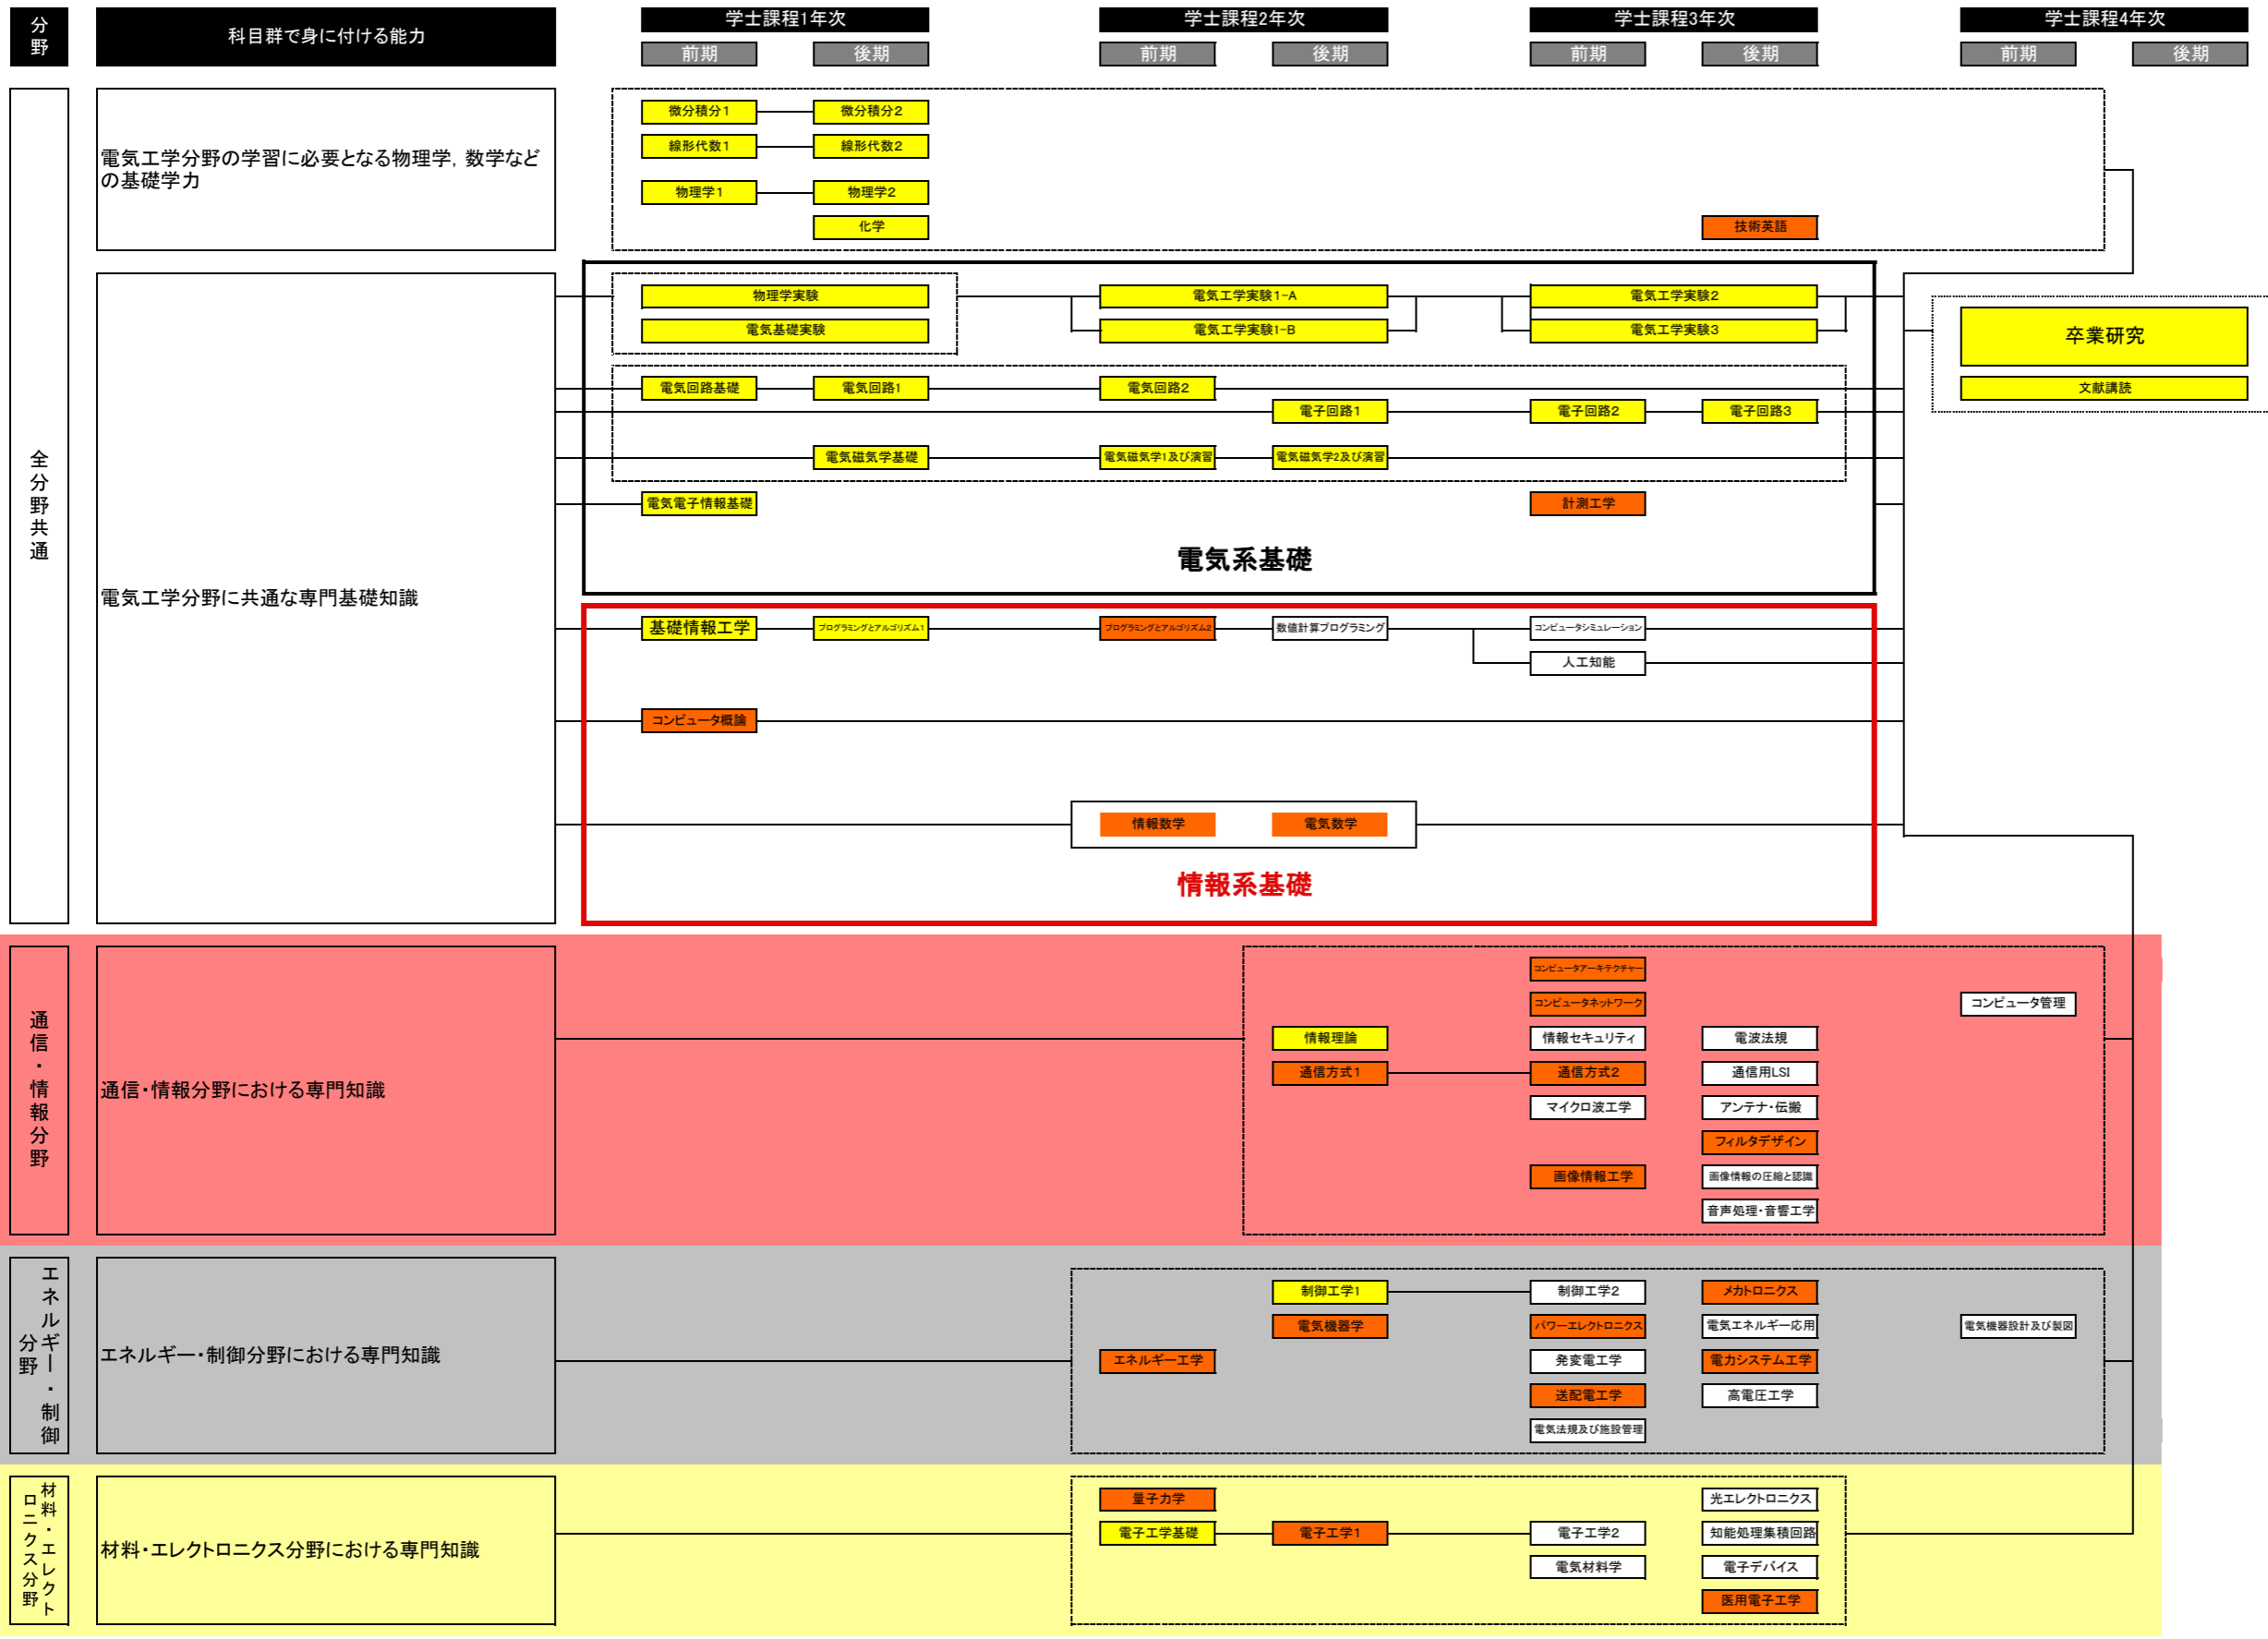 分野
科目群で身に付ける能力
学士課程1年次
学士課程2年次
学士課程3年次
学士課程4年次
前期
後期
前期
後期
前期
後期
前期
後期
全分野共通
電気工学分野の学習に必要となる物理学，数学など
の基礎学力
微分積分1
微分積分2
線形代数1
線形代数2
物理学1
物理学2
化学
技術英語
電気工学分野に共通な専門基礎知識
物理学実験
電気工学実験1-A
電気工学実験2
電気基礎実験
電気工学実験1-B
電気工学実験3
卒業研究
文献講読
電気回路基礎
電気回路1
電気回路2
電子回路1
電子回路2
電子回路3
電気磁気学基礎
電気磁気学1及び演習
電気磁気学2及び演習
電気電子情報基礎
計測工学
電気系基礎
基礎情報工学
プログラミングとアルゴリズム1
プログラミングとアルゴリズム2
数値計算プログラミング
コンピュータシミュレーション
人工知能
コンピュータ概論
情報数学
電気数学
情報系基礎
通信・情報分野
通信・情報分野における専門知識
コンピュータアーキテクチャー
コンピュータネットワーク
コンピュータ管理
情報理論
情報セキュリティ
電波法規
通信方式1
通信方式2
通信用LSI
マイクロ波工学
アンテナ・伝搬
フィルタデザイン
画像情報工学
画像情報の圧縮と認識
音声処理・音響工学
エネルギー・制御
分野
エネルギー・制御分野における専門知識
制御工学1
制御工学2
メカトロニクス
電気機器学
パワーエレクトロニクス
電気エネルギー応用
電気機器設計及び製図
エネルギー工学
発変電工学
電力システム工学
送配電工学
高電圧工学
電気法規及び施設管理
材料・エレクト
ロニクス分野
材料・エレクトロニクス分野における専門知識
量子力学
光エレクトロニクス
電子工学基礎
電子工学1
電子工学2
知能処理集積回路
電気材料学
電子デバイス
医用電子工学